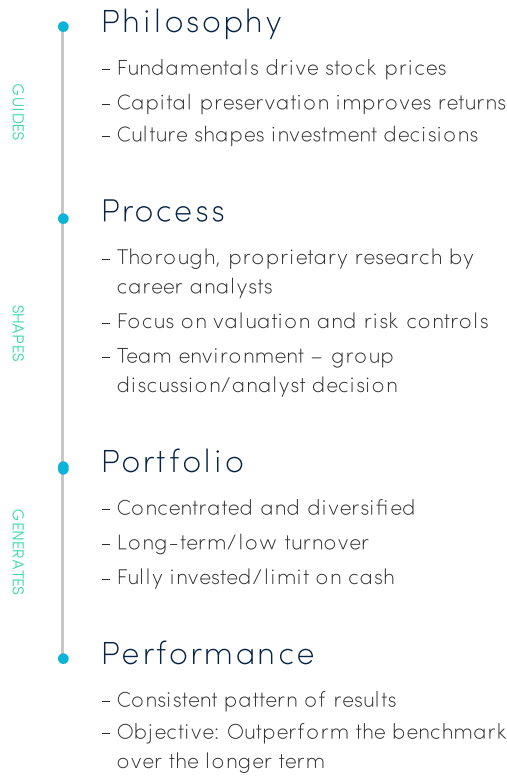 Philosophy
– Fundamentals drive stock prices
– Capital preservation improves returns
– Culture shapes investment decisions
GUIDES
Process
– Thorough, proprietary research by
career analysts
– Focus on valuation and risk controls
– Team environment – group
discussion/analyst decision
SHAPES
Portfolio
– Concentrated and diversified
– Long-term/low turnover
– Fully invested/limit on cash
GENERATES
Performance
– Consistent pattern of results
– Objective: Outperform the benchmark
over the longer term